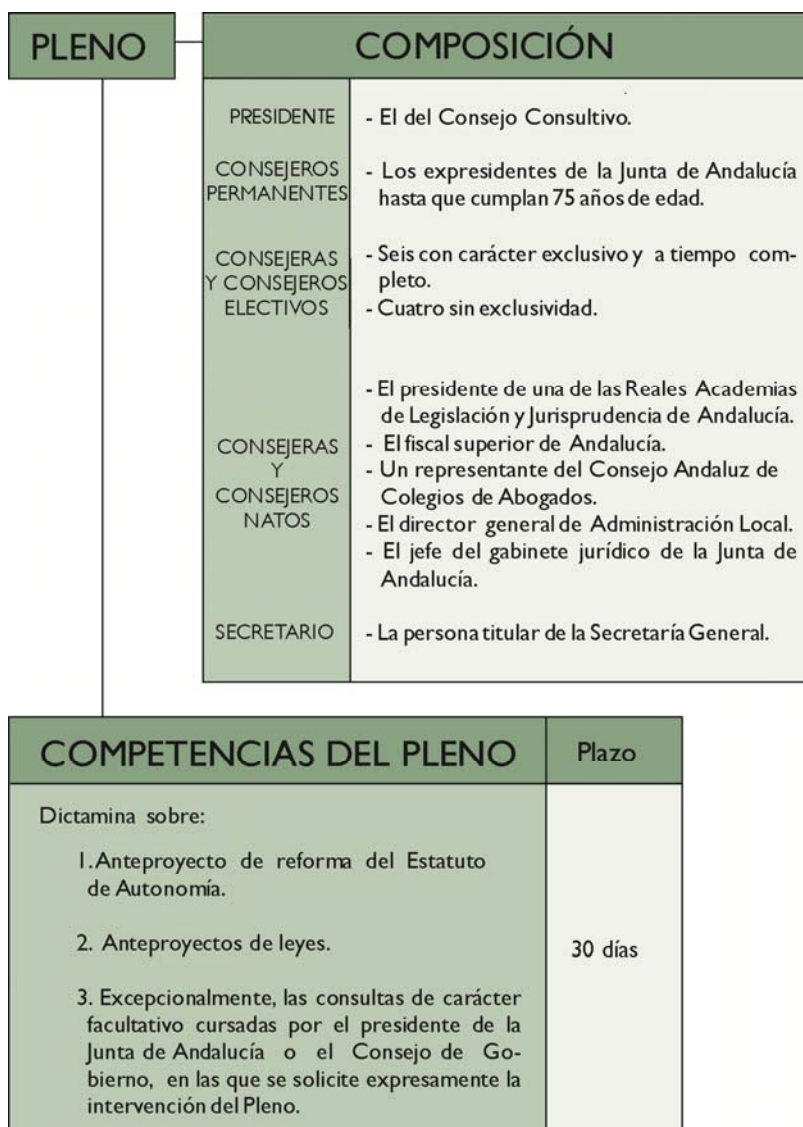 PLENO
COMPOSICIÓN
PRESIDENTE
- El del Consejo Consultivo.
CONSEJEROS
PERMANENTES
- Los expresidentes de la Junta de Andalucía
hasta que cumplan 75 años de edad.
CONSEJERAS
Y CONSEJEROS
ELECTIVOS
- Seis con carácter exclusivo y a tiempo com-
pleto.
- Cuatro sin exclusividad.
CONSEJERAS
Y
CONSEJEROS
NATOS
- El presidente de una de las Reales Academias
de Legislación y Jurisprudencia de Andalucía.
- El fiscal superior de Andalucía.
- Un representante del Consejo Andaluz de
Colegios de Abogados.
- El director general de Administración Local.
- El jefe del gabinete jurídico de la Junta de
Andalucía.
SECRETARIO
- La persona titular de la Secretaría General.
COMPETENCIAS DEL PLENO
Plazo
Dictamina sobre:
1. Anteproyecto de reforma del Estatuto
de Autonomía.
2. Anteproyectos de leyes.
3. Excepcionalmente, las consultas de carácter
facultativo cursadas por el presidente de la
Junta de Andalucía o el Consejo de Go-
bierno, en las que se solicite expresamente la
intervención del Pleno.
30 días